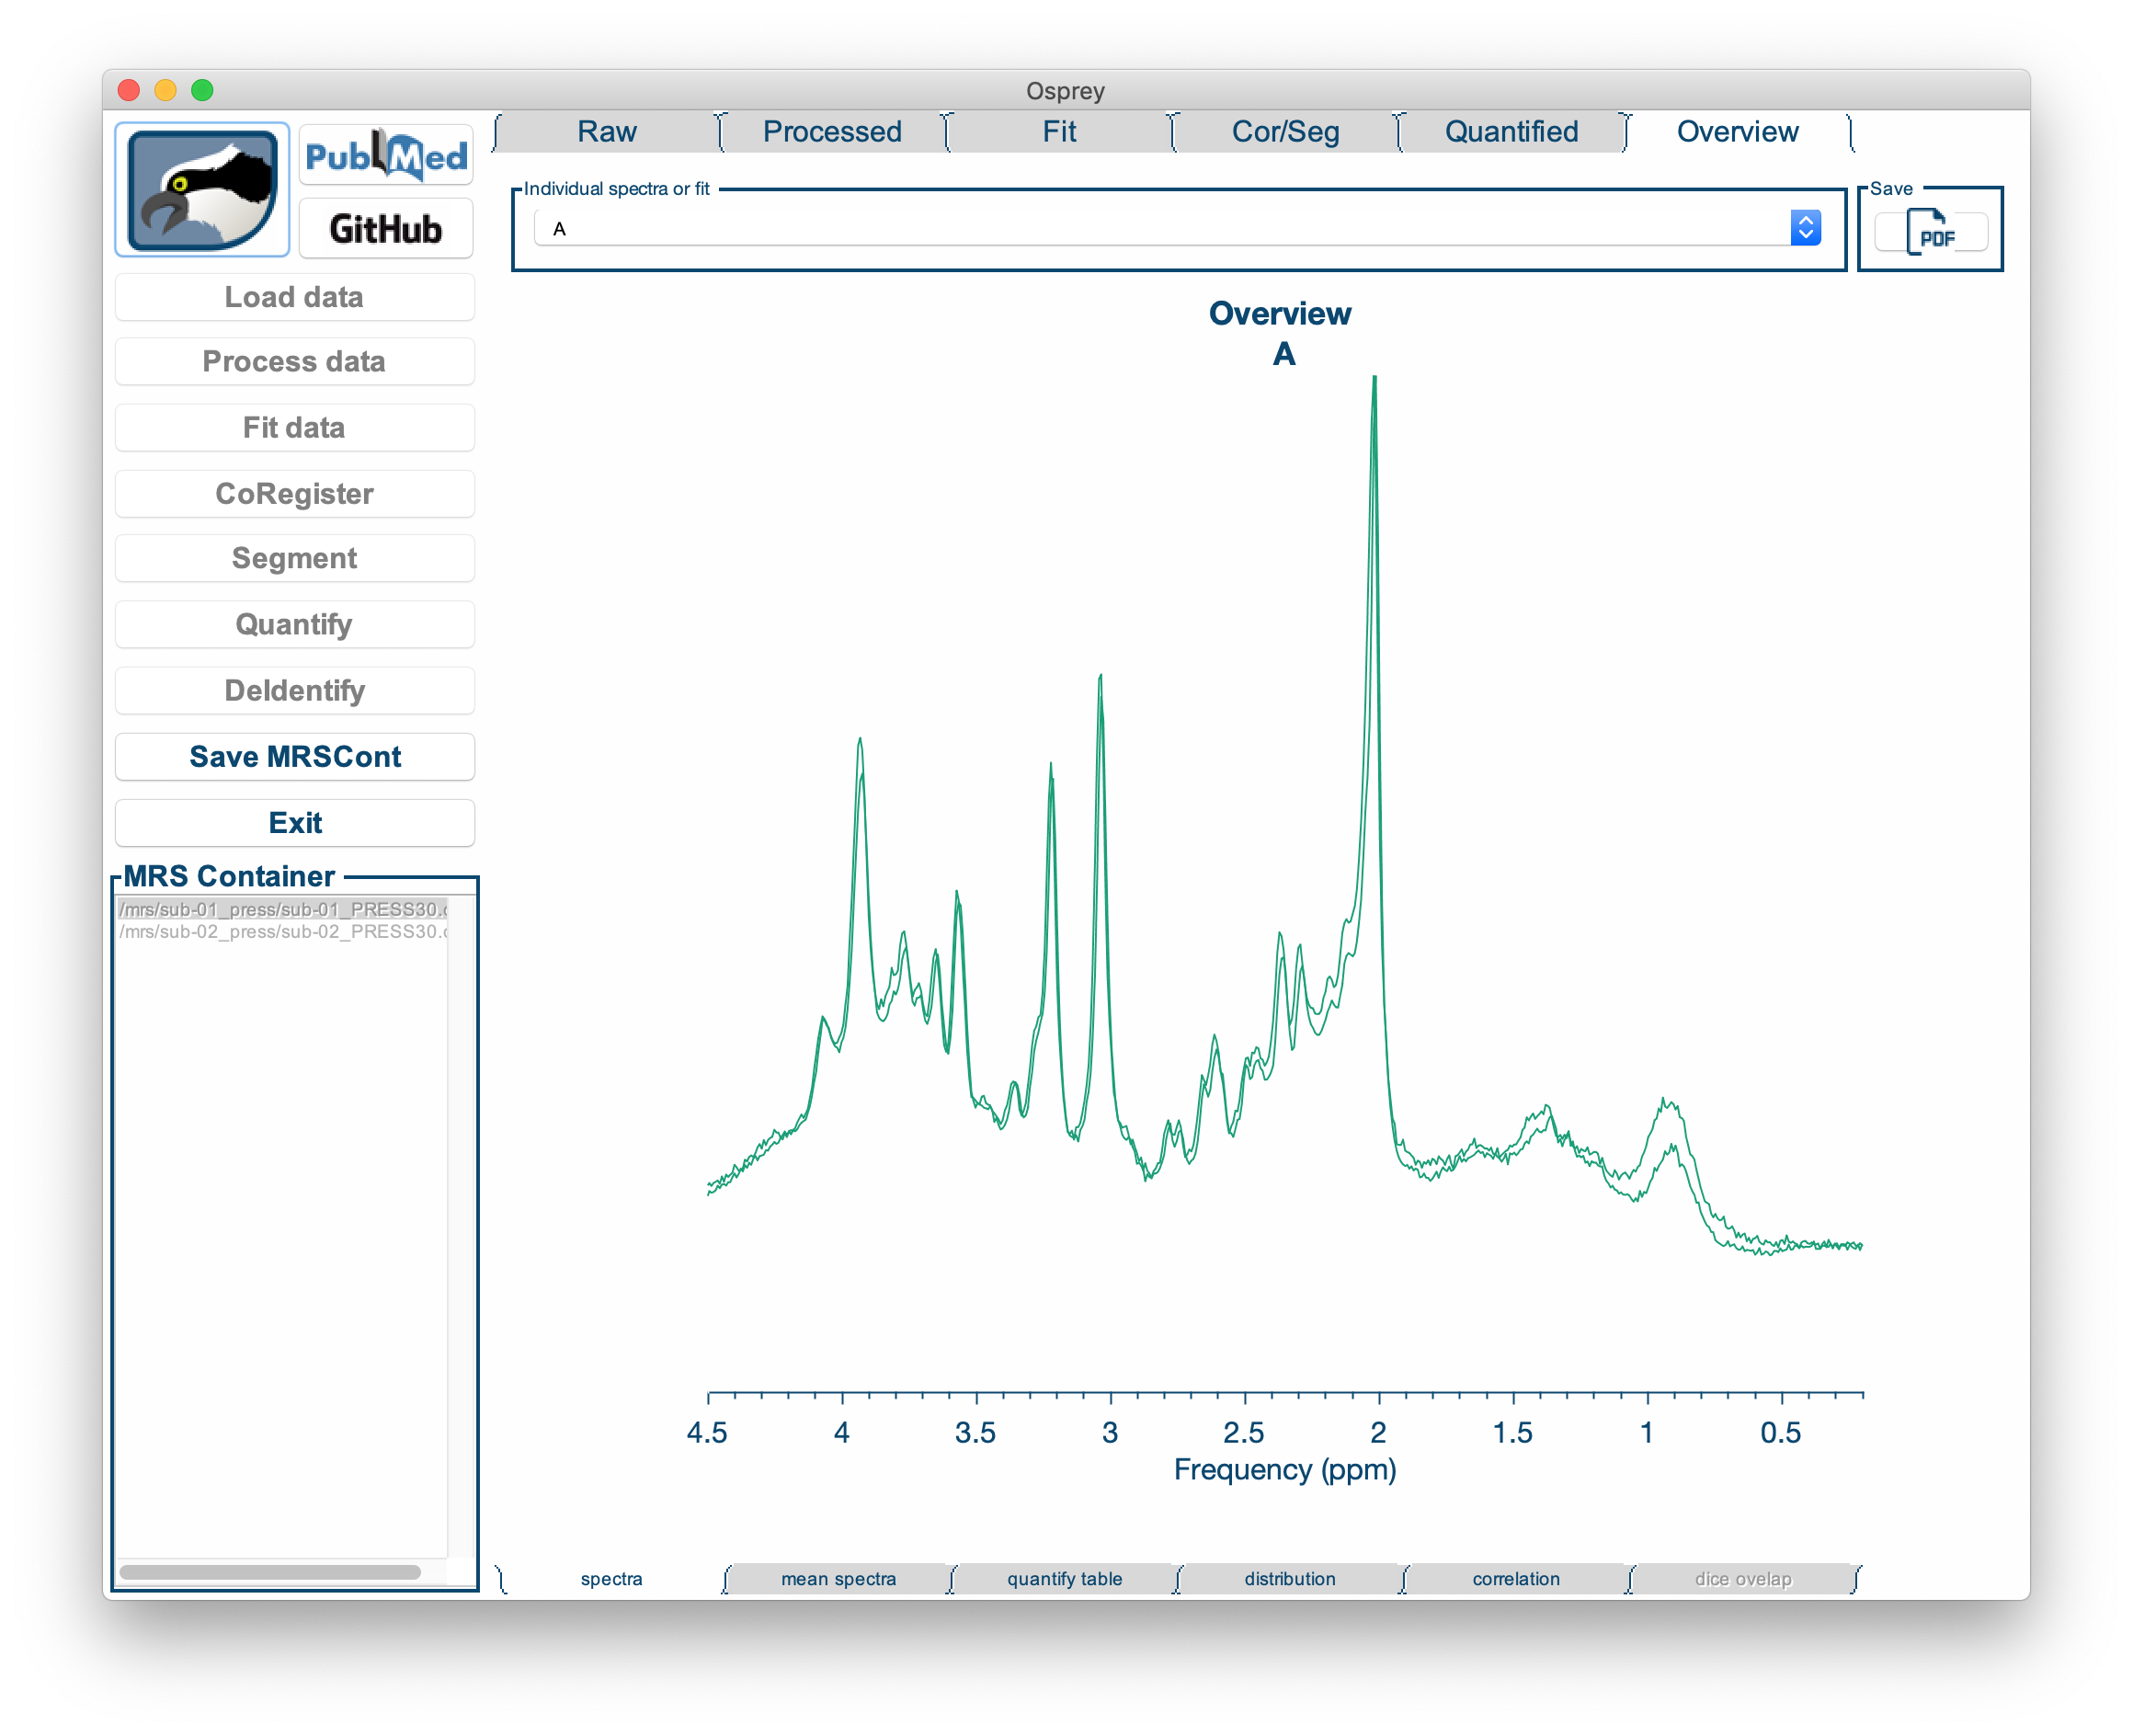 Osprey
PubMed
GitHub
Load data
Process data
Fit data
CoRegister
Segment
Quantify
DeIdentify
Save MRSCont
Exit
MRS Container
/mrs/sub-01_press/sub-01_PRESS30.
/mrs/sub-02_press/sub-02_PRESS30.
Raw Processed Fit Cor/Seg Quantified Overview
Individual spectra or fit
A
Save
PDF
Overview
A
4.5 4 3.5 3 2.5 2 1.5 1 0.5
Frequency (ppm)
spectra mean spectra quantify table distribution correlation dice ovelap